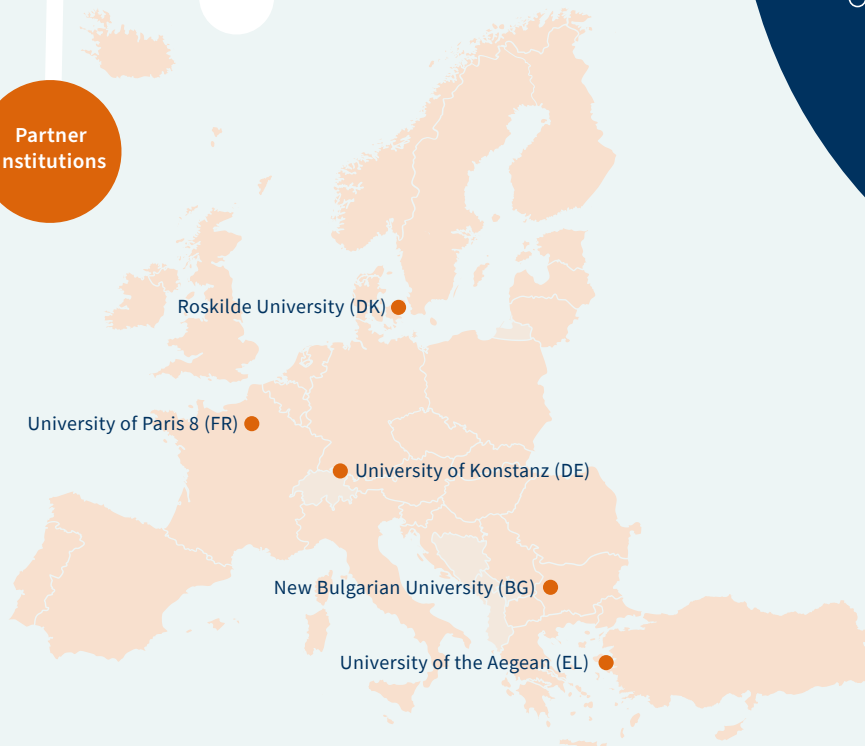 Partner
nstitutions
Roskilde University (DK)
University of Paris 8 (FR)
University of Konstanz (DE)
New Bulgarian University (BG)
University of the Aegean (EL)